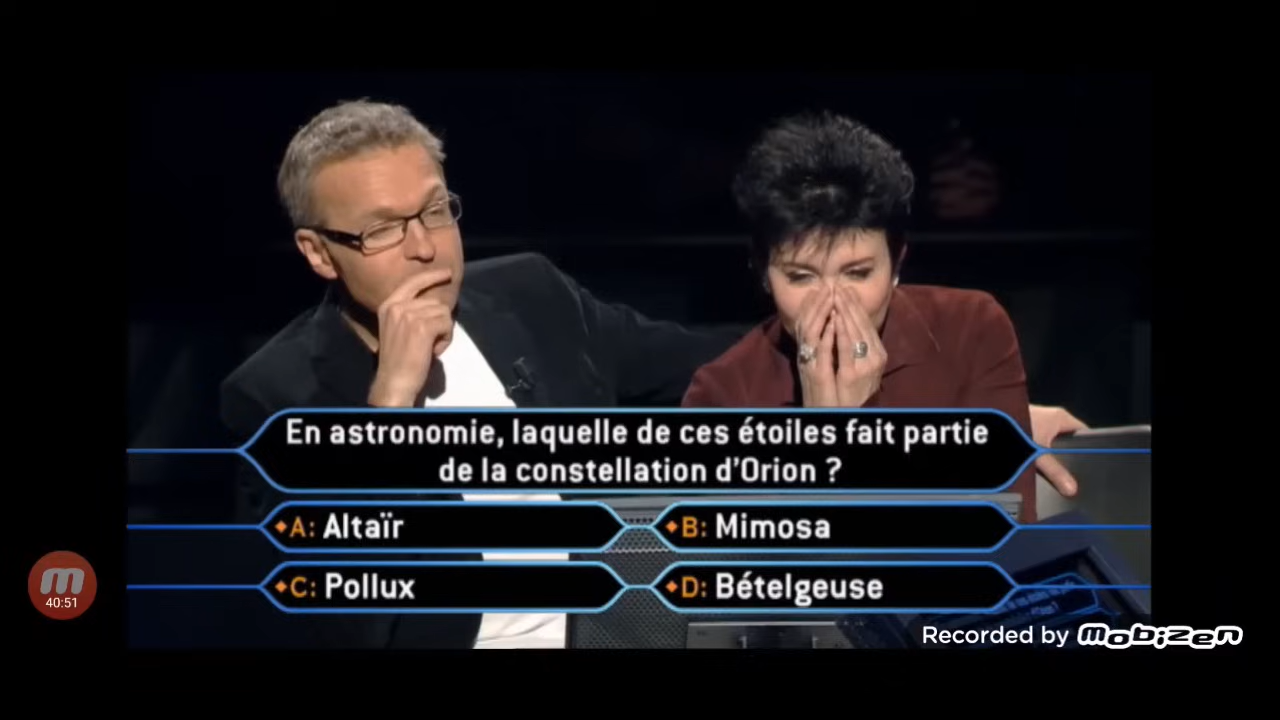 En astronomie, laquelle de ces étoiles fait partie
de la constellation d'Orion ?
A: Altaïr
B: Mimosa
C: Pollux
D: Bételgeuse
40:51
Recorded by mobizen